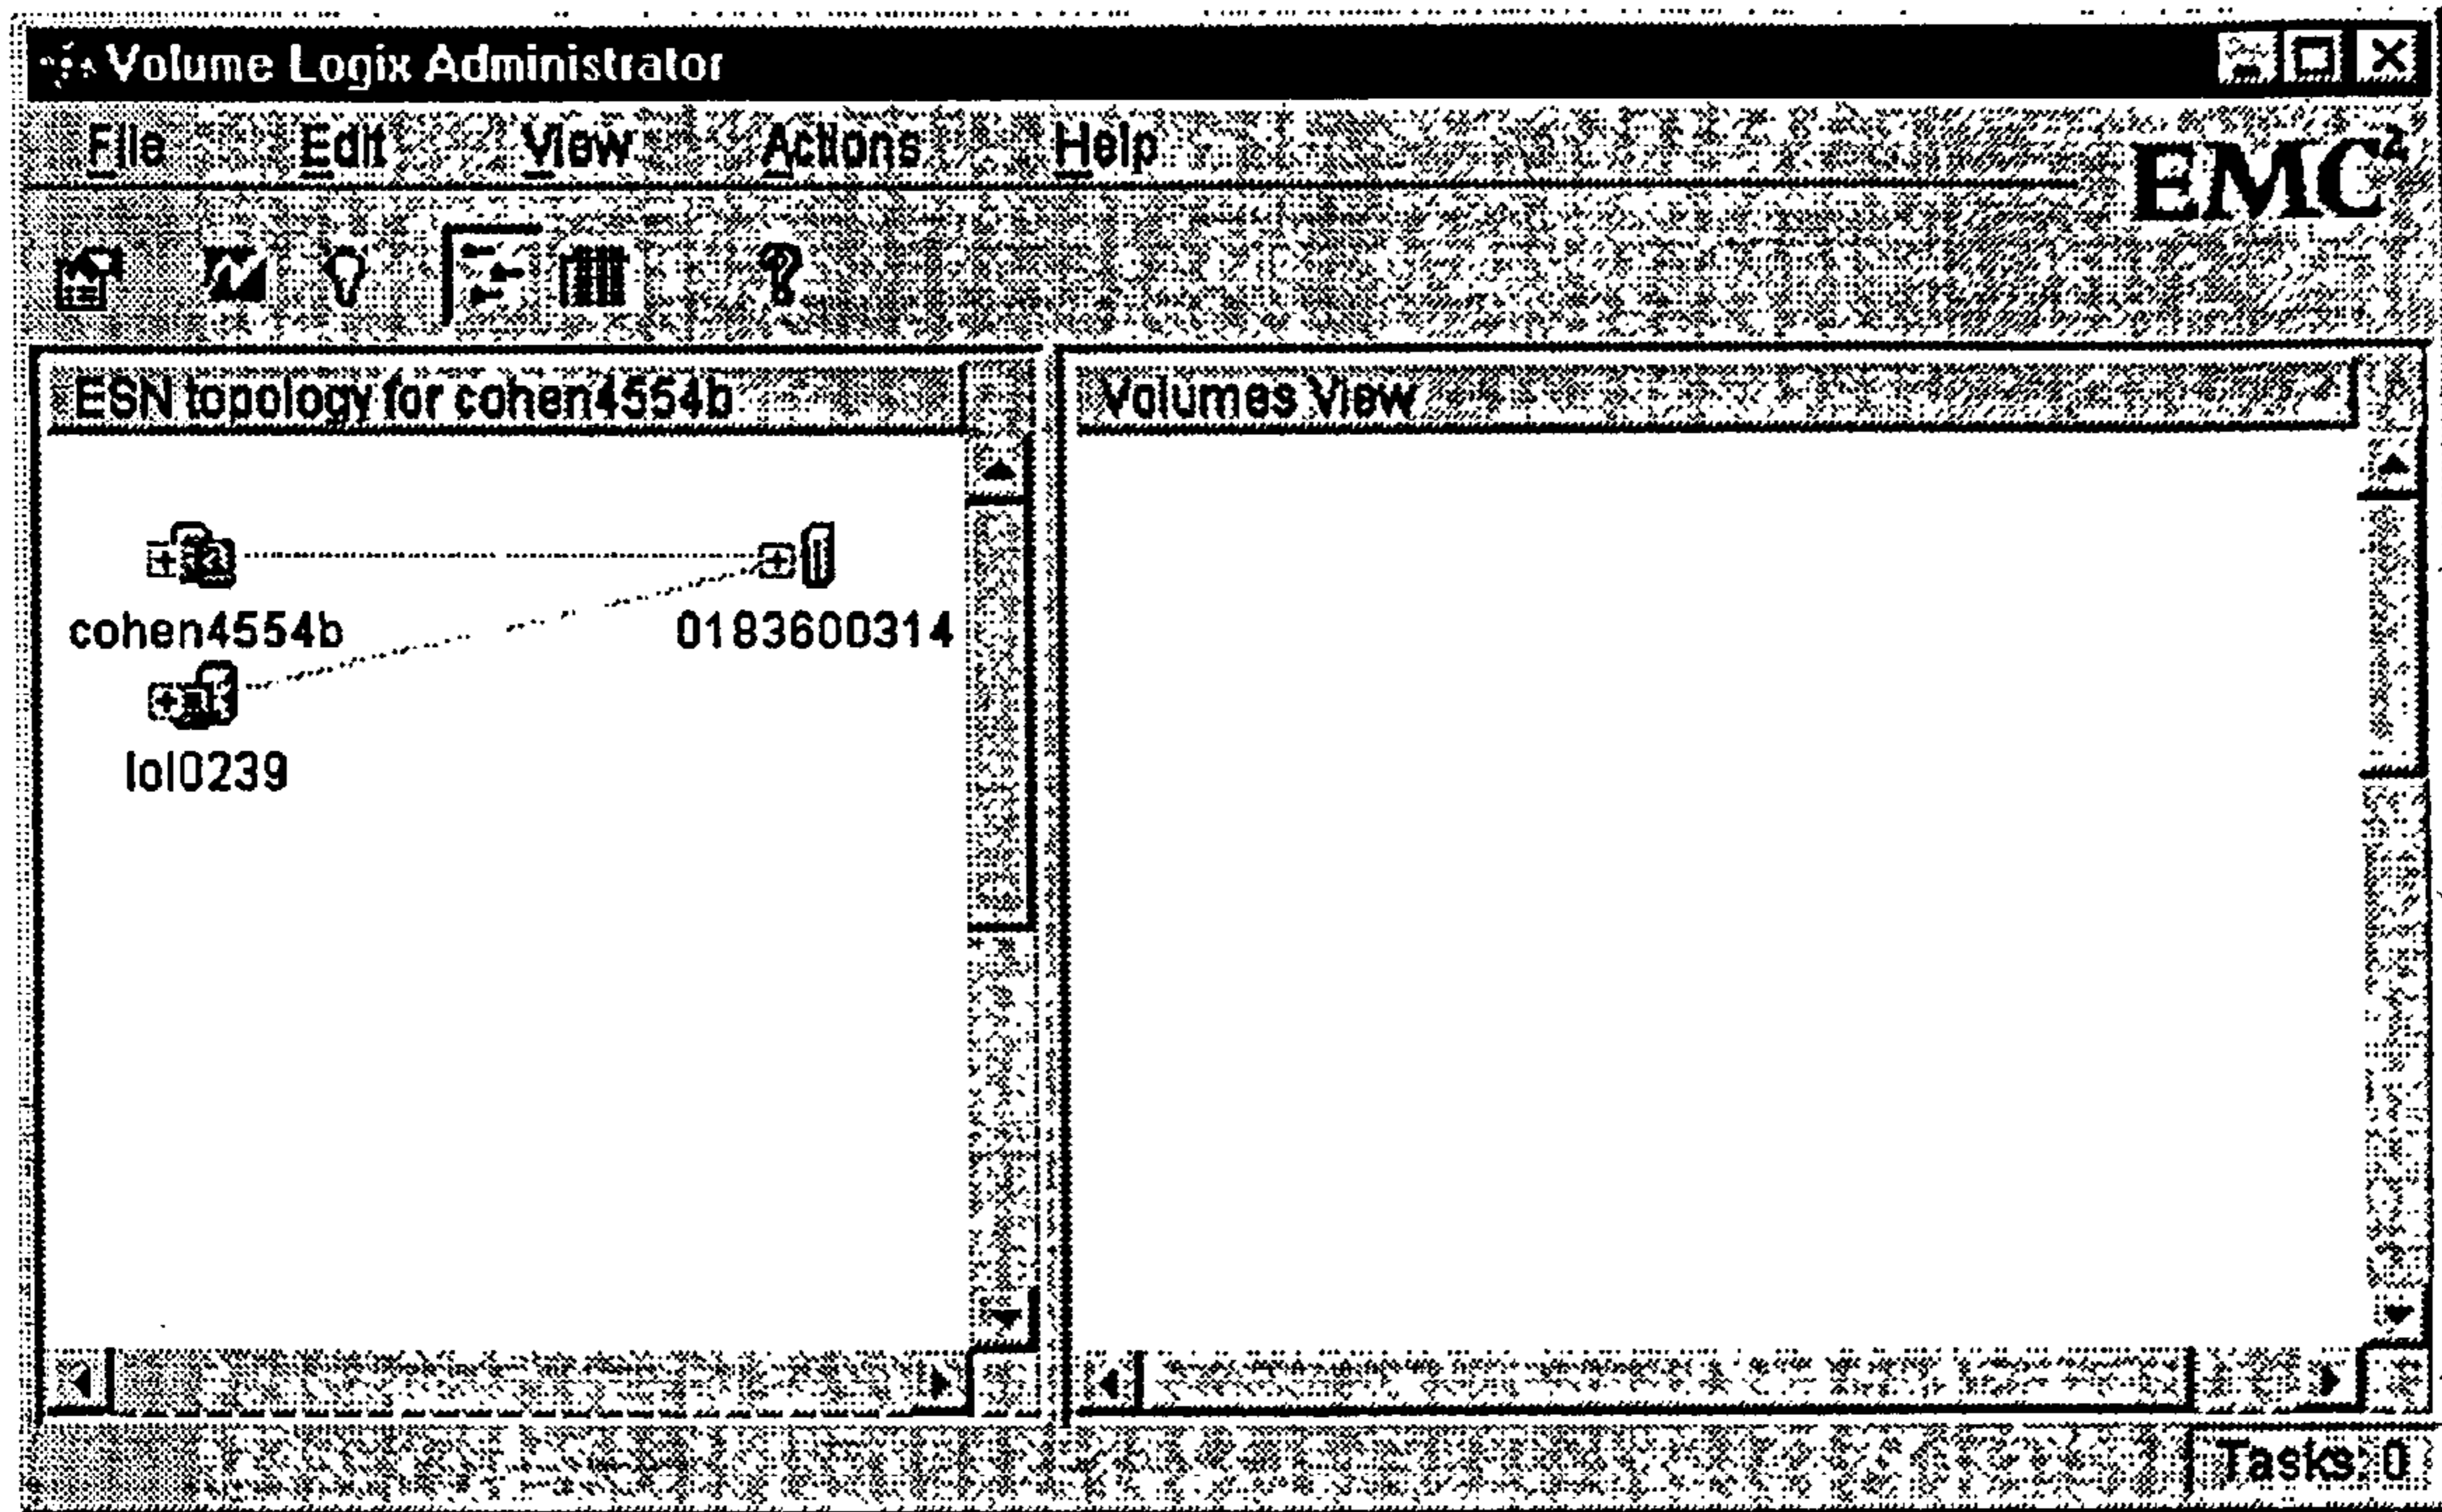 Volume Logix Administrator
File Edit View Actions Help
EMC²
ESN topology for cohen4554b
Volumes View
cohen4554b
0183600314
lol0239
Tasks: 0